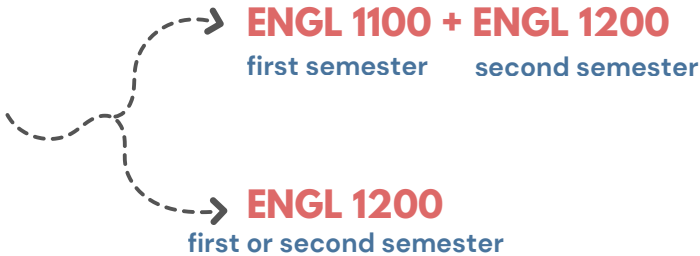 ENGL 1100 + ENGL 1200
first semester second semester
ENGL 1200
first or second semester